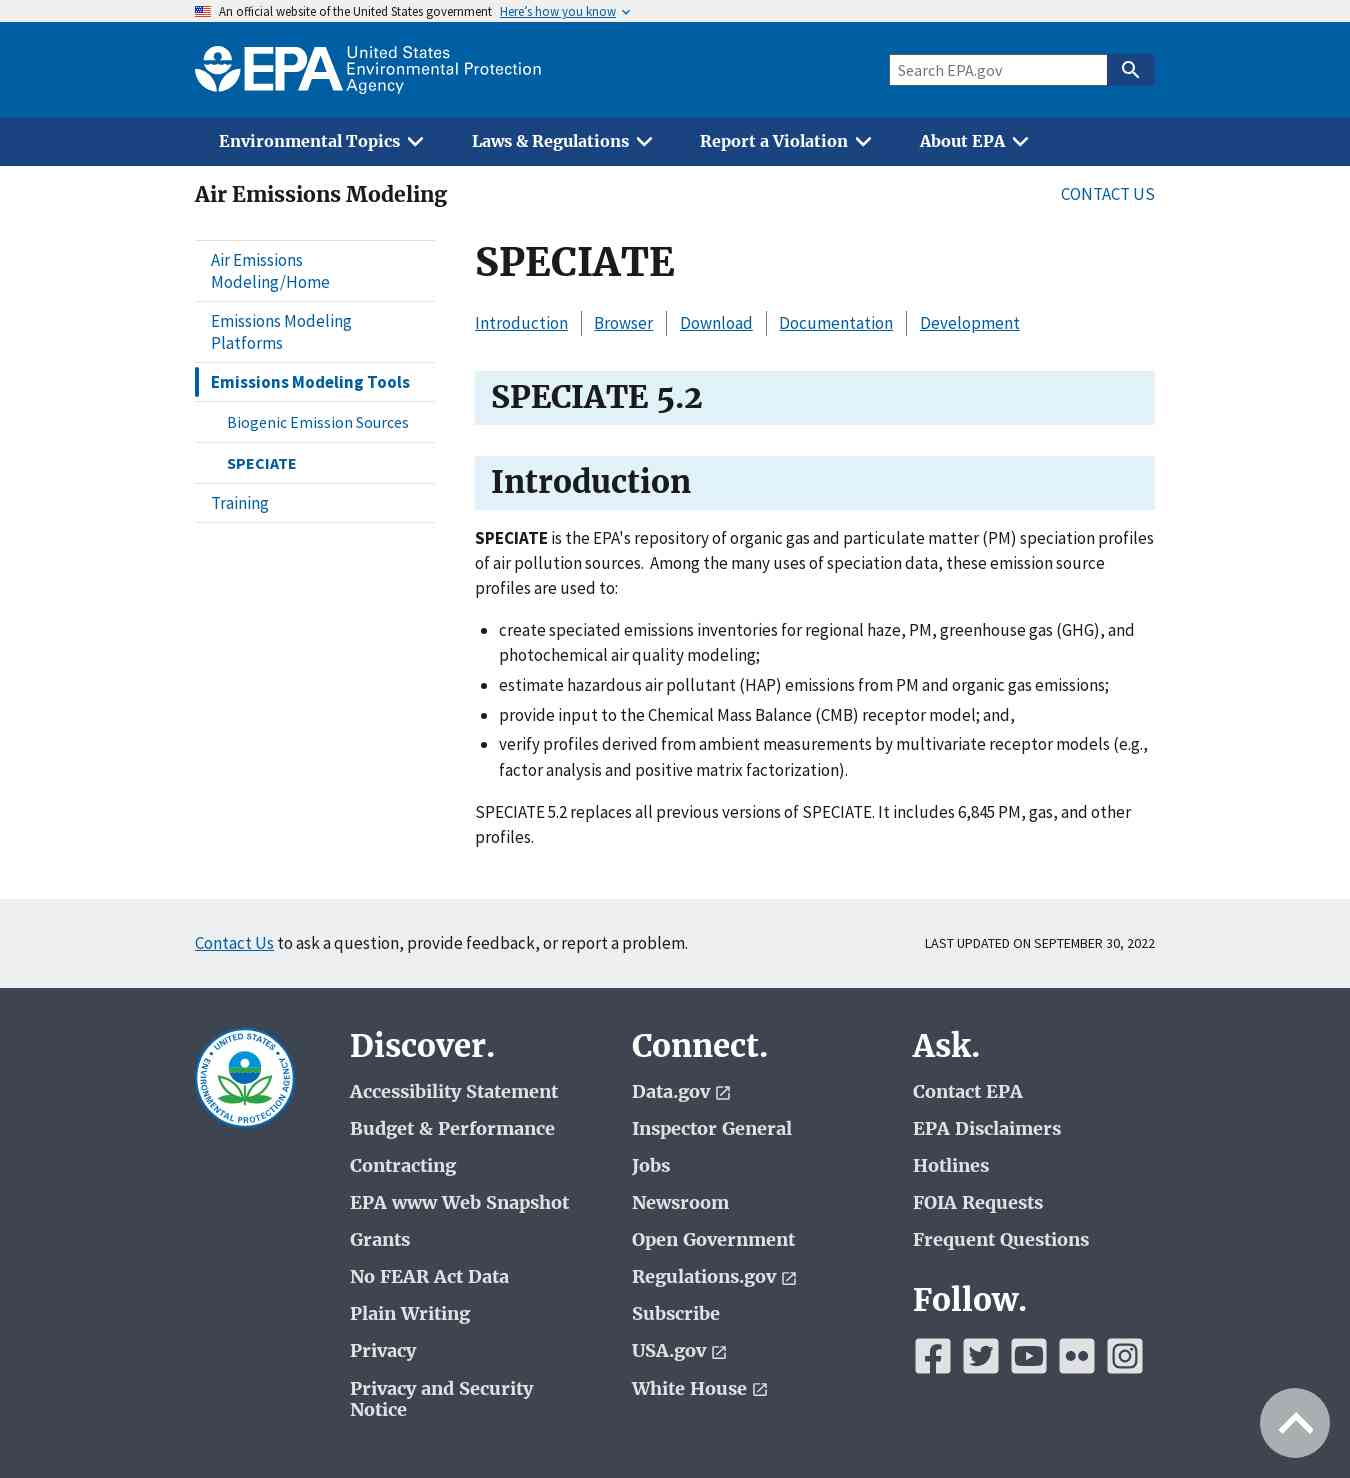 An official website of the United States government Here's how you know
EPA United States
Environmental Protection
Agency
Search EPA.gov
Environmental Topics Laws & Regulations Report a Violation About EPA
Air Emissions Modeling
CONTACT US
Air Emissions
Modeling/Home
Emissions Modeling
Platforms
Emissions Modeling Tools
Biogenic Emission Sources
SPECIATE
Training
SPECIATE
Introduction Browser Download Documentation Development
SPECIATE 5.2
Introduction
SPECIATE is the EPA's repository of organic gas and particulate matter (PM) speciation profiles
of air pollution sources.  Among the many uses of speciation data, these emission source
profiles are used to:
• create speciated emissions inventories for regional haze, PM, greenhouse gas (GHG), and
photochemical air quality modeling;
• estimate hazardous air pollutant (HAP) emissions from PM and organic gas emissions;
• provide input to the Chemical Mass Balance (CMB) receptor model; and,
• verify profiles derived from ambient measurements by multivariate receptor models (e.g.,
factor analysis and positive matrix factorization).
SPECIATE 5.2 replaces all previous versions of SPECIATE. It includes 6,845 PM, gas, and other
profiles.
Contact Us to ask a question, provide feedback, or report a problem.
LAST UPDATED ON SEPTEMBER 30, 2022
UNITED STATES
ENVIRONMENTAL PROTECTION AGENCY
Discover.
Accessibility Statement
Budget & Performance
Contracting
EPA www Web Snapshot
Grants
No FEAR Act Data
Plain Writing
Privacy
Privacy and Security
Notice
Connect.
Data.gov
Inspector General
Jobs
Newsroom
Open Government
Regulations.gov
Subscribe
USA.gov
White House
Ask.
Contact EPA
EPA Disclaimers
Hotlines
FOIA Requests
Frequent Questions
Follow.